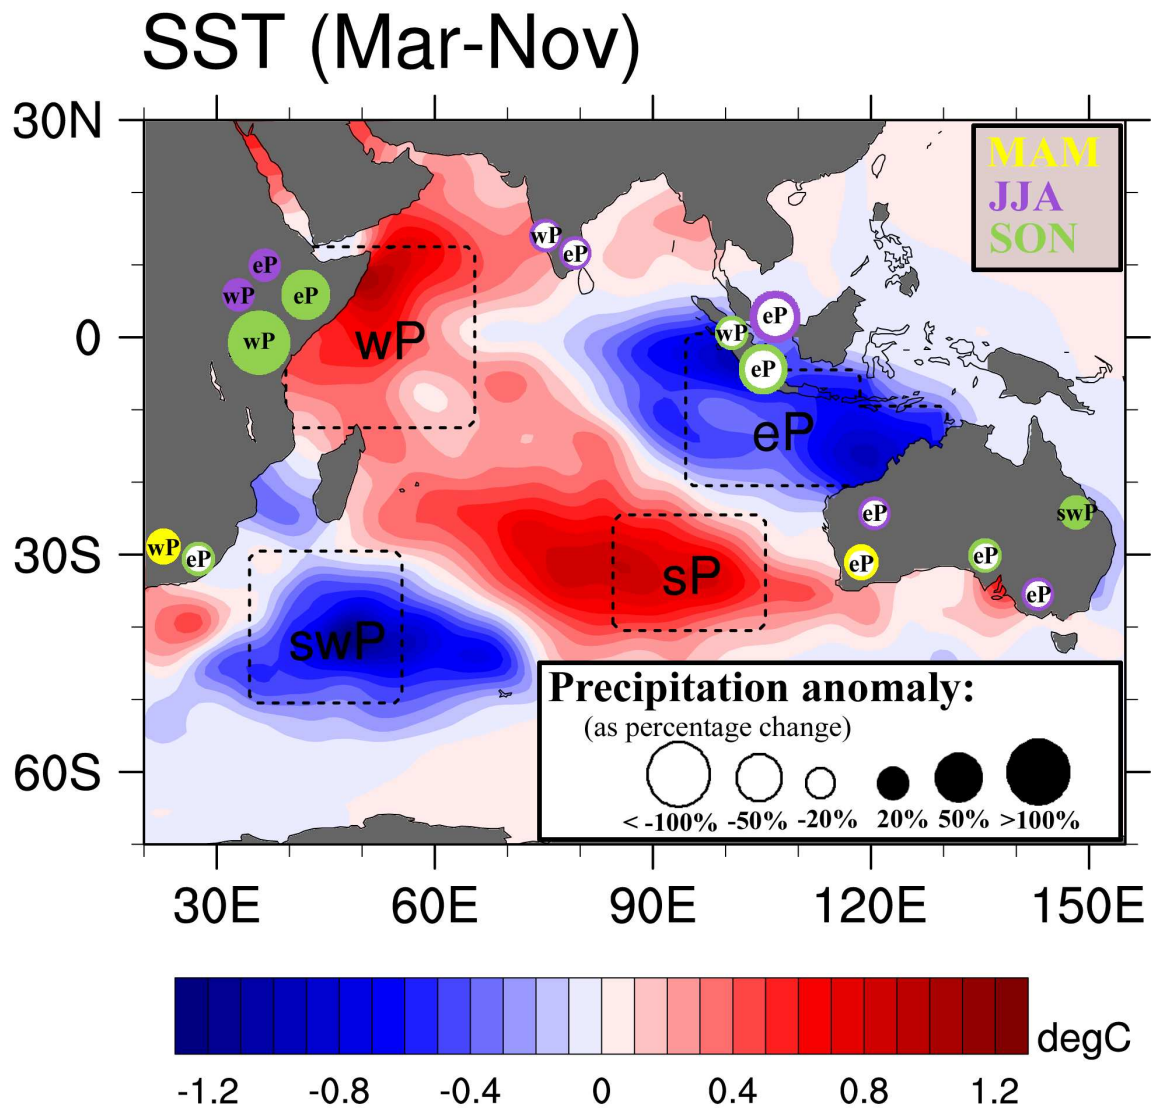 SST (Mar-Nov)
30N
0
30S
60S
MAM
JJA
SON
wP
eP
eP
wP
eP
wP
eP
wP
eP
wP
eP
wP
eP
eP
swP
wP
eP
eP
eP
eP
sP
swP
Precipitation anomaly:
(as percentage change)
< -100% -50% -20% 20% 50% >100%
30E 60E 90E 120E 150E
degC
-1.2 -0.8 -0.4 0 0.4 0.8 1.2